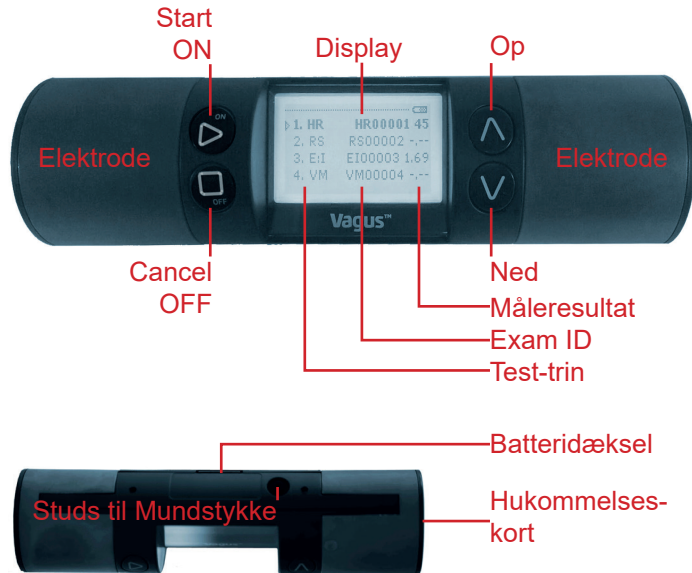 Start
ON
Display
Op
ON
1. HR HR00001 45
2. RS RS00002 -.--
3. E:I EI00003 1.69
4. VM VM00004 -.--
Elektrode
Elektrode
OFF
Vagus™
Cancel
OFF
Ned
Måleresultat
Exam ID
Test-trin
Batteridæksel
Studs til Mundstykke
Hukommelses-
kort